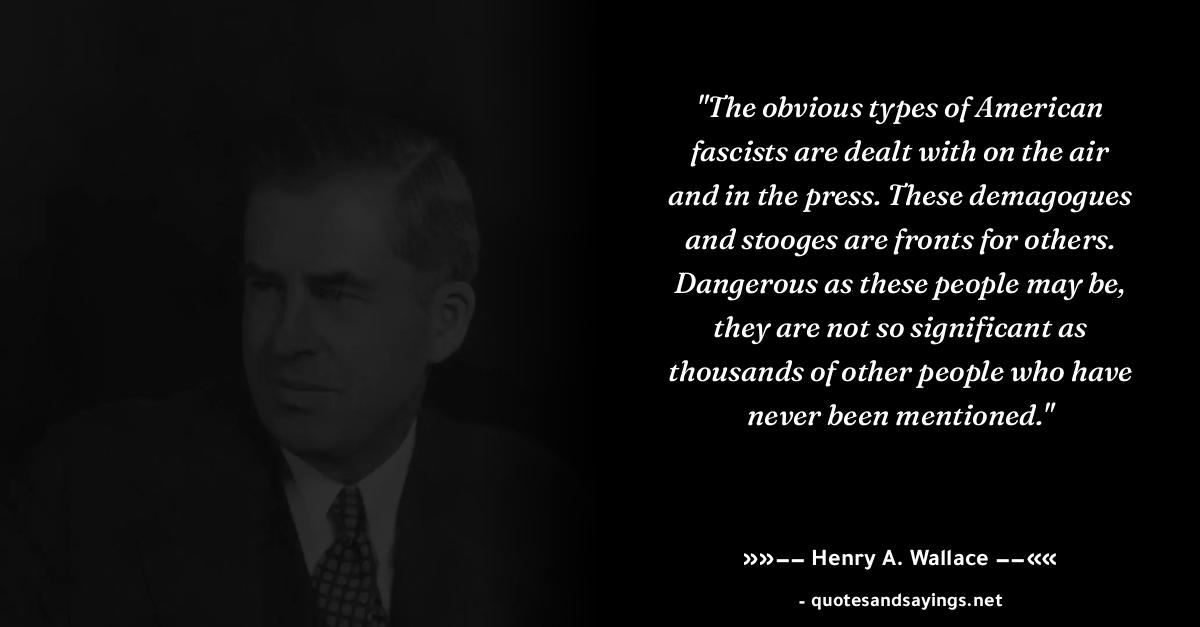 "The obvious types of American
fascists are dealt with on the air
and in the press. These demagogues
and stooges are fronts for others.
Dangerous as these people may be,
they are not so significant as
thousands of other people who have
never been mentioned."
»»−− Henry A. Wallace −−««
- quotesandsayings.net